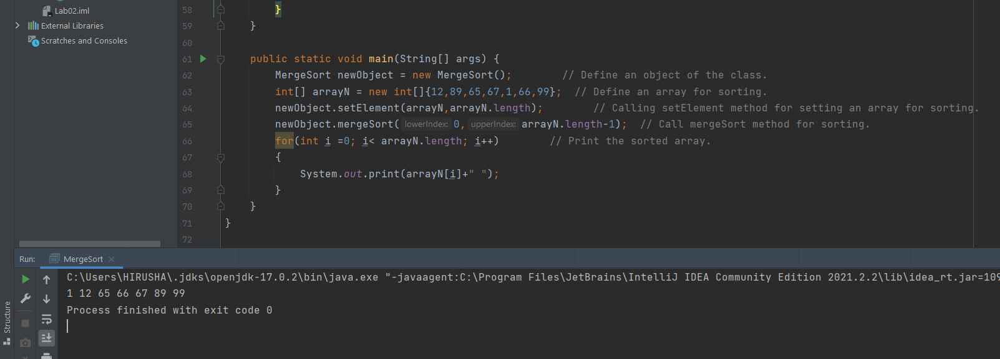 Lab02.iml
External Libraries
Scratches and Consoles
58 }
59 }
60
61 public static void main(String[] args) {
62 MergeSort newObject = new MergeSort(); // Define an object of the class.
63 int[] arrayN = new int[]{12,89,65,67,1,66,99}; // Define an array for sorting.
64 newObject.setElement(arrayN,arrayN.length); // Calling setElement method for setting an array for sorting.
65 newObject.mergeSort( lowerIndex: 0, upperIndex: arrayN.length-1); // Call mergeSort method for sorting.
66 for(int i =0; i< arrayN.length; i++) // Print the sorted array.
67 {
68 System.out.print(arrayN[i]+" ");
69 }
70 }
71 }
72
Run: MergeSort
C:\Users\HIRUSHA\.jdks\openjdk-17.0.2\bin\java.exe "-javaagent:C:\Program Files\JetBrains\IntelliJ IDEA Community Edition 2021.2.2\lib\idea_rt.jar=109
1 12 65 66 67 89 99
Process finished with exit code 0
Structure